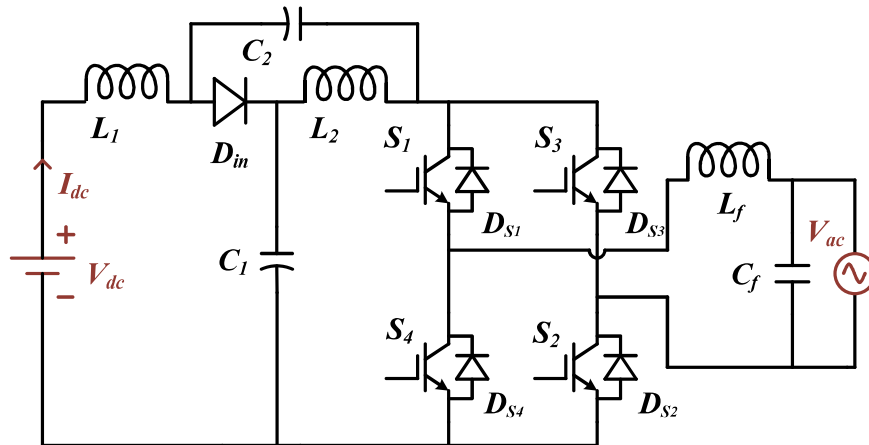 C2
L1
Din
L2
S1
S3
Idc
+
Vdc
−
C1
DS1
DS3
Lf
Vac
Cf
S4
S2
DS4
DS2